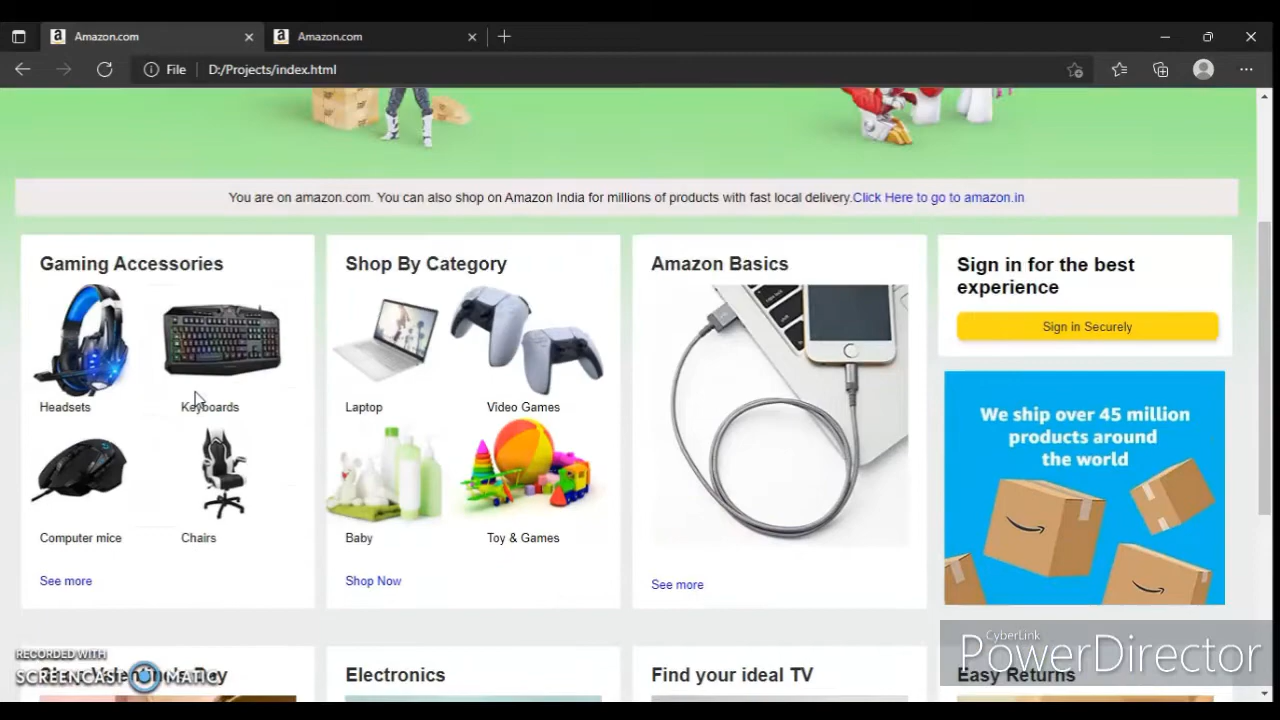 Amazon.com
Amazon.com
File
D:/Projects/index.html
You are on amazon.com. You can also shop on Amazon India for millions of products with fast local delivery.Click Here to go to amazon.in
Gaming Accessories
Headsets
Keyboards
Computer mice
Chairs
See more
Shop By Category
Laptop
Video Games
Baby
Toy & Games
Shop Now
Amazon Basics
See more
Sign in for the best
experience
Sign in Securely
We ship over 45 million
products around
the world
Valentine's Day
Electronics
Find your ideal TV
Easy Returns
RECORDED WITH
SCREENCAST MATIC
CyberLink
PowerDirector